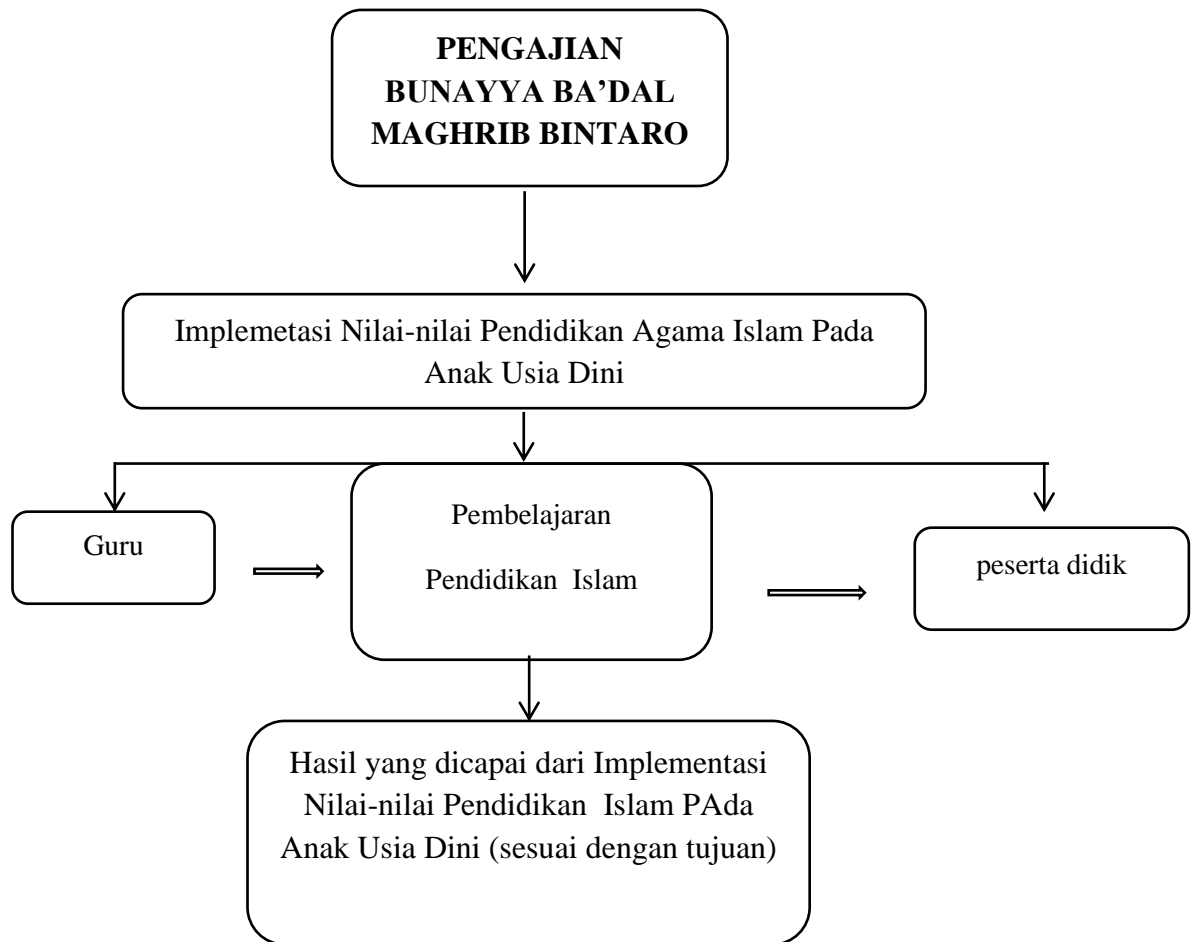 PENGAJIAN
BUNAYYA BA’DAL
MAGHRIB BINTARO
Implemetasi Nilai-nilai Pendidikan Agama Islam Pada
Anak Usia Dini
Guru
Pembelajaran
Pendidikan Islam
peserta didik
Hasil yang dicapai dari Implementasi
Nilai-nilai Pendidikan Islam PAda
Anak Usia Dini (sesuai dengan tujuan)